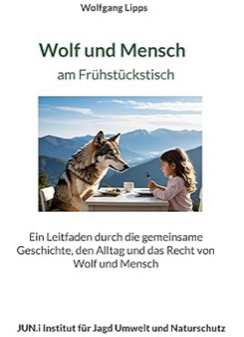 Wolfgang Lipps
Wolf und Mensch
am Frühstückstisch
Ein Leitfaden durch die gemeinsame
Geschichte, den Alltag und das Recht von
Wolf und Mensch
JUN.i Institut für Jagd Umwelt und Naturschutz